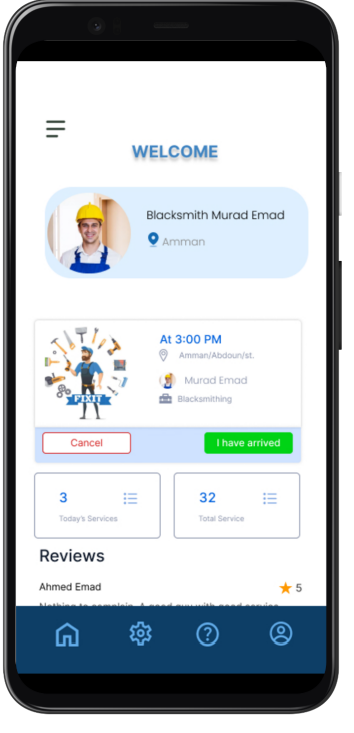 WELCOME
Blacksmith Murad Emad
Amman
At 3:00 PM
Amman/Abdoun/st.
Murad Emad
Blacksmithing
FIXIT
Cancel
I have arrived
3
Today's Services
32
Total Service
Reviews
Ahmed Emad
5
Nothing to complain. A good guy with good service